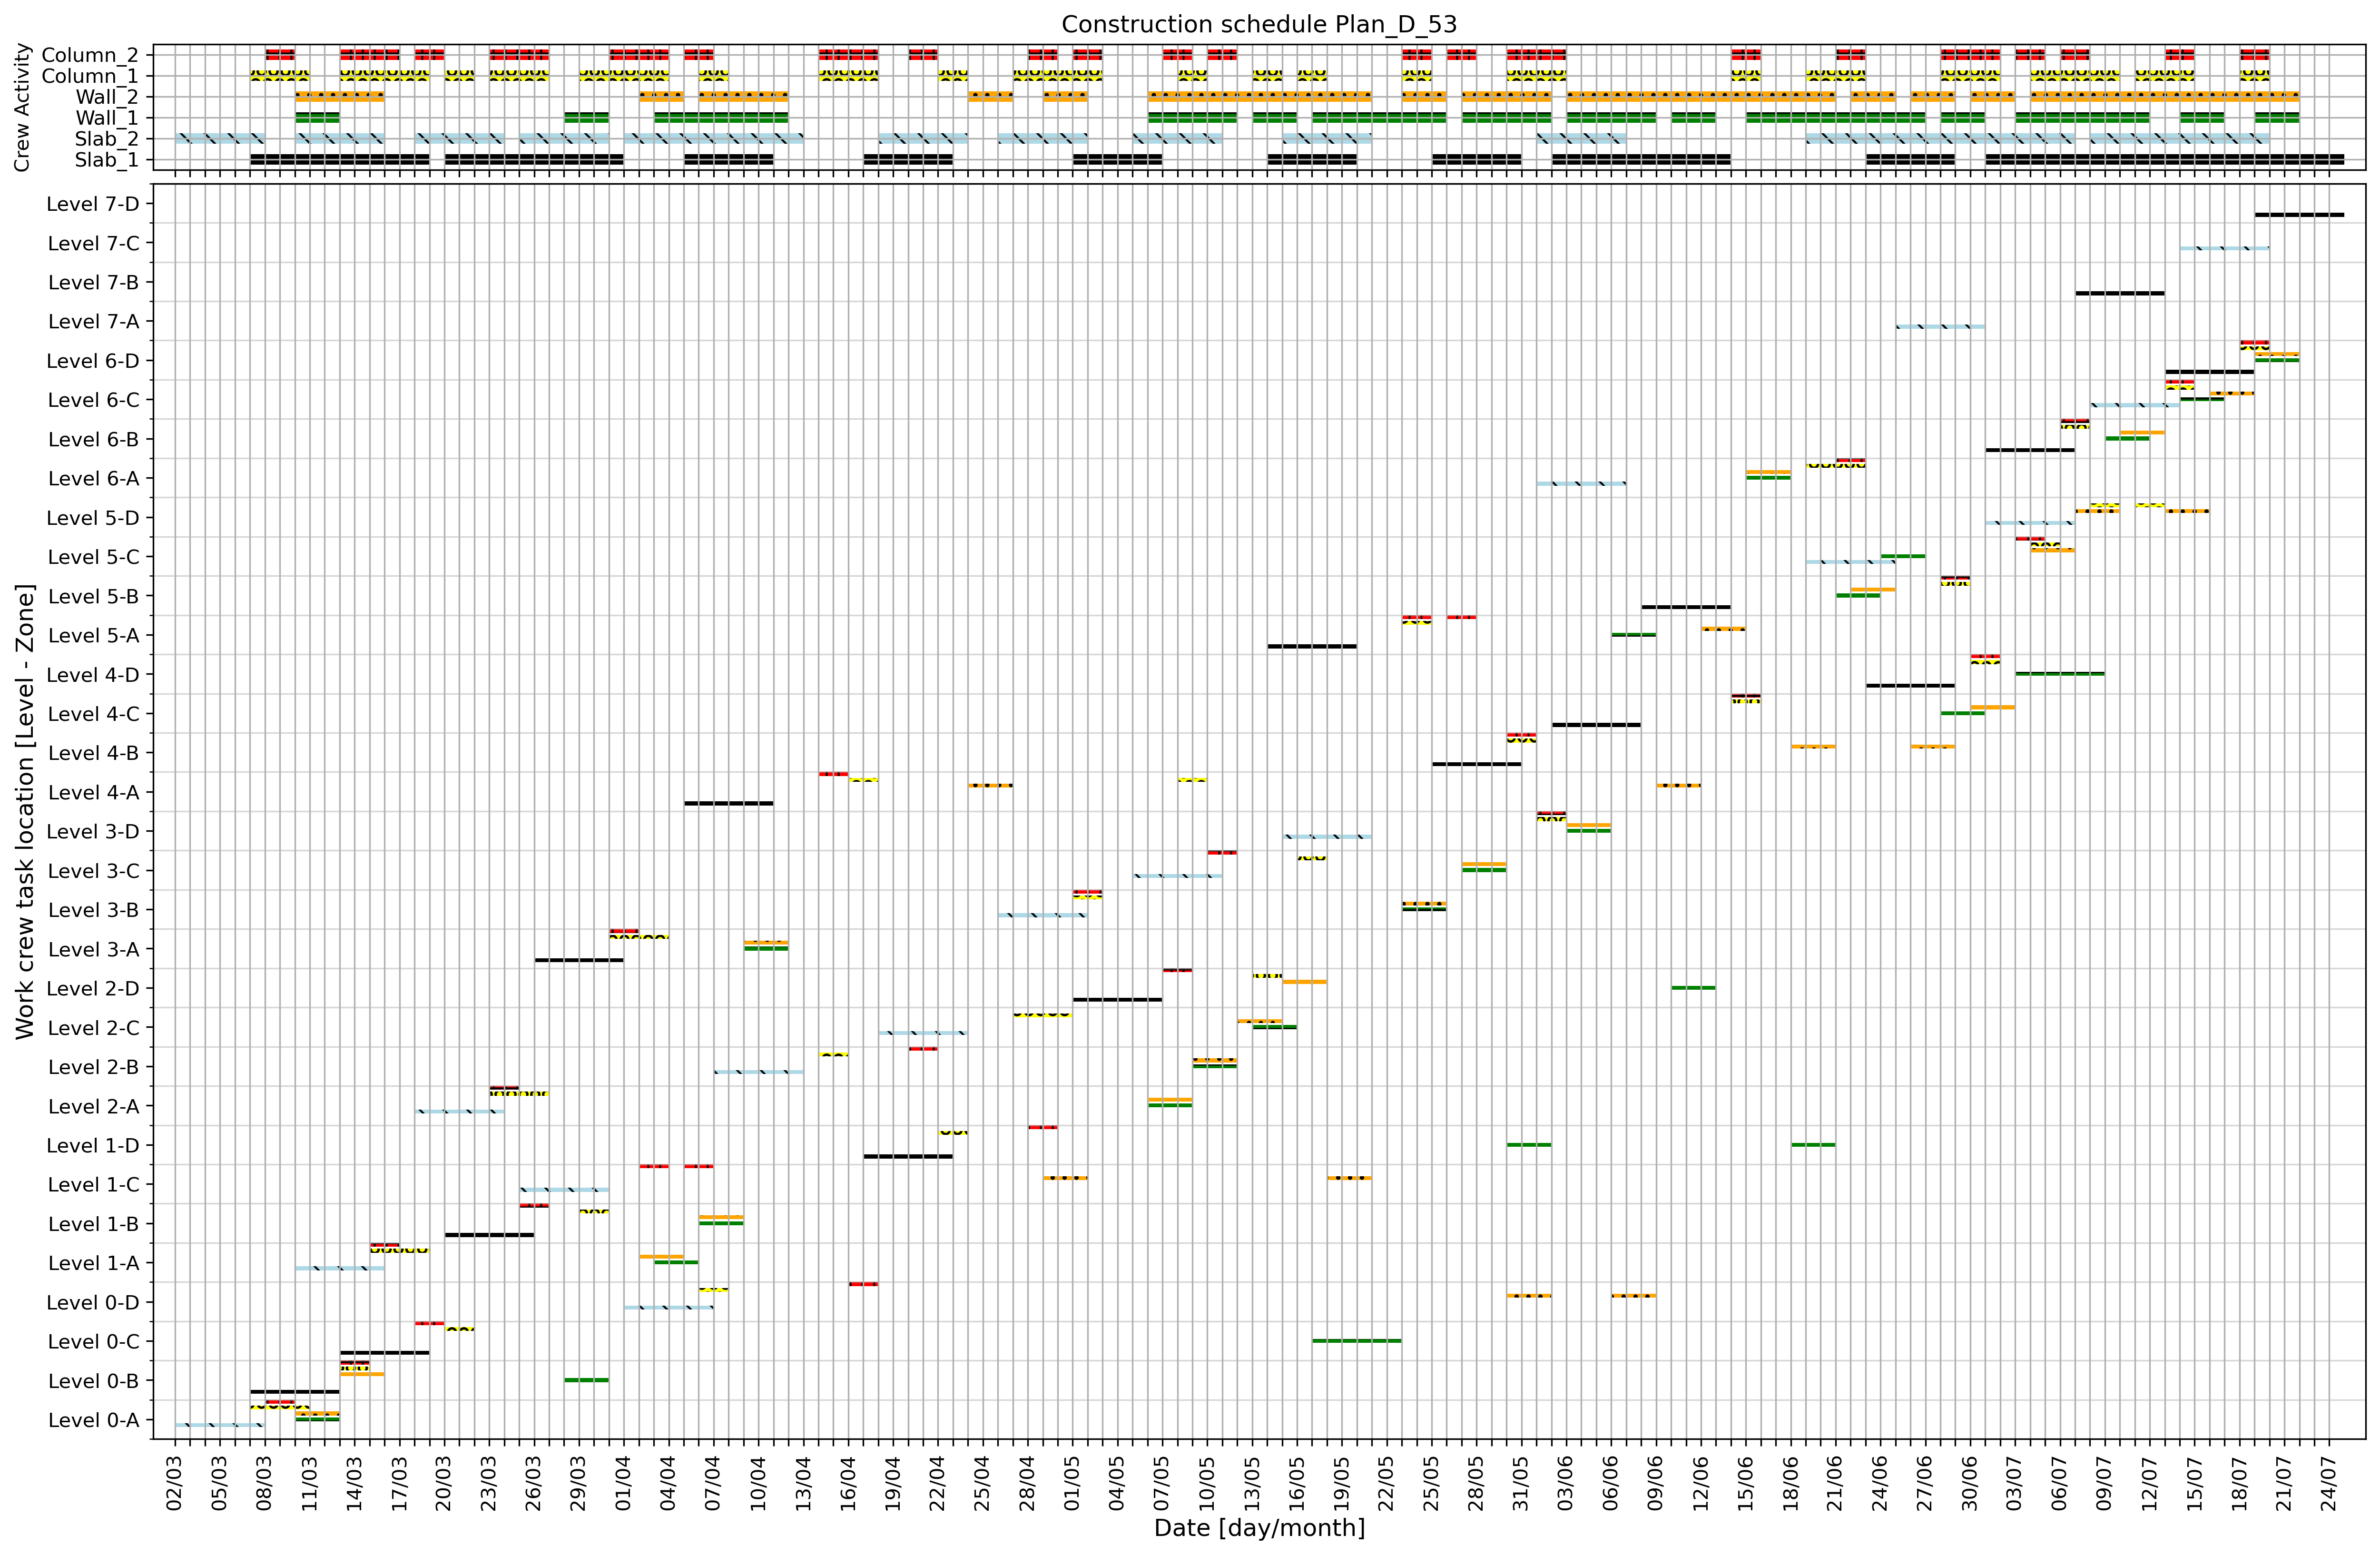 Construction schedule Plan_D_53
Crew Activity
Column_2
Column_1
Wall_2
Wall_1
Slab_2
Slab_1
Work crew task location [Level - Zone]
Level 7-D
Level 7-C
Level 7-B
Level 7-A
Level 6-D
Level 6-C
Level 6-B
Level 6-A
Level 5-D
Level 5-C
Level 5-B
Level 5-A
Level 4-D
Level 4-C
Level 4-B
Level 4-A
Level 3-D
Level 3-C
Level 3-B
Level 3-A
Level 2-D
Level 2-C
Level 2-B
Level 2-A
Level 1-D
Level 1-C
Level 1-B
Level 1-A
Level 0-D
Level 0-C
Level 0-B
Level 0-A
02/03 05/03 08/03 11/03 14/03 17/03 20/03 23/03 26/03 29/03 01/04 04/04 07/04 10/04 13/04 16/04 19/04 22/04 25/04 28/04 01/05 04/05 07/05 10/05 13/05 16/05 19/05 22/05 25/05 28/05 31/05 03/06 06/06 09/06 12/06 15/06 18/06 21/06 24/06 27/06 30/06 03/07 06/07 09/07 12/07 15/07 18/07 21/07 24/07
Date [day/month]